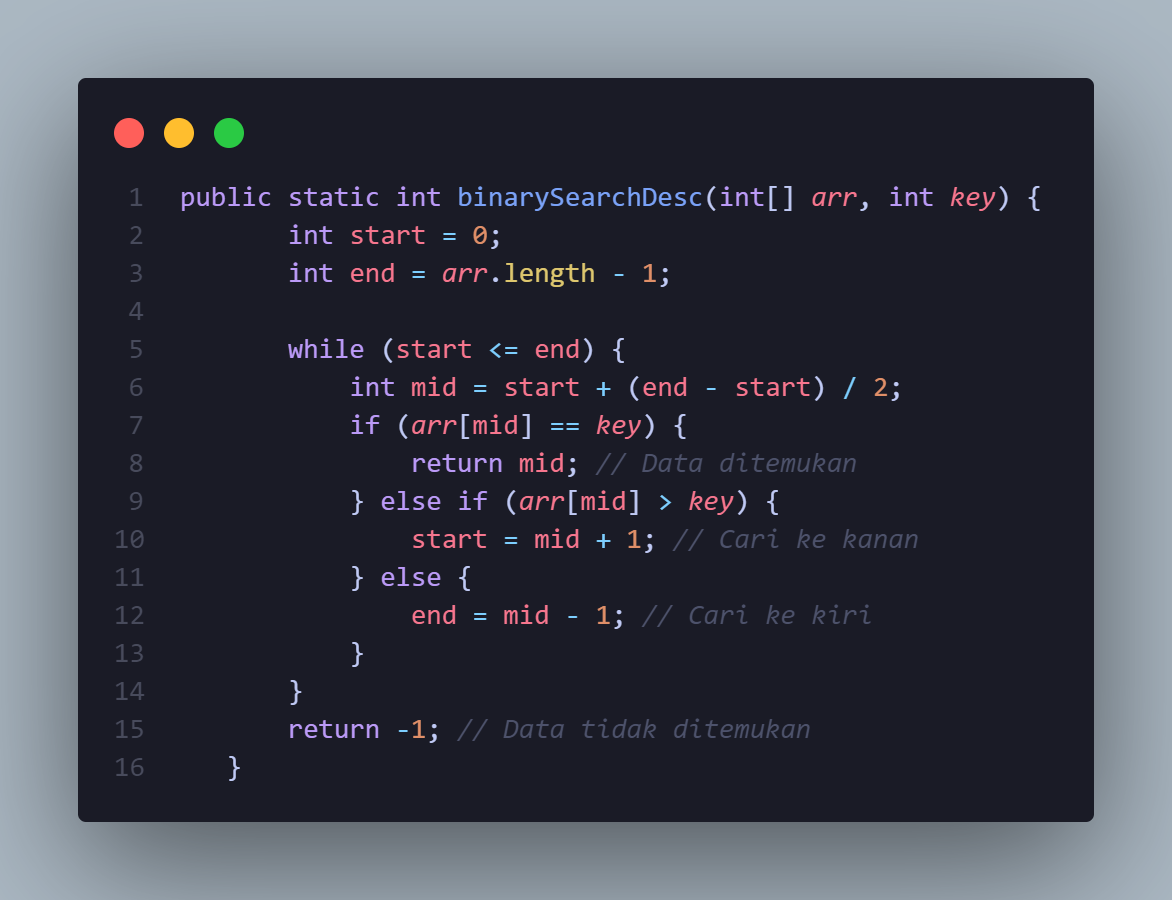 1 public static int binarySearchDesc(int[] arr, int key) {
2 int start = 0;
3 int end = arr.length - 1;
4
5 while (start <= end) {
6 int mid = start + (end - start) / 2;
7 if (arr[mid] == key) {
8 return mid; // Data ditemukan
9 } else if (arr[mid] > key) {
10 start = mid + 1; // Cari ke kanan
11 } else {
12 end = mid - 1; // Cari ke kiri
13 }
14 }
15 return -1; // Data tidak ditemukan
16 }